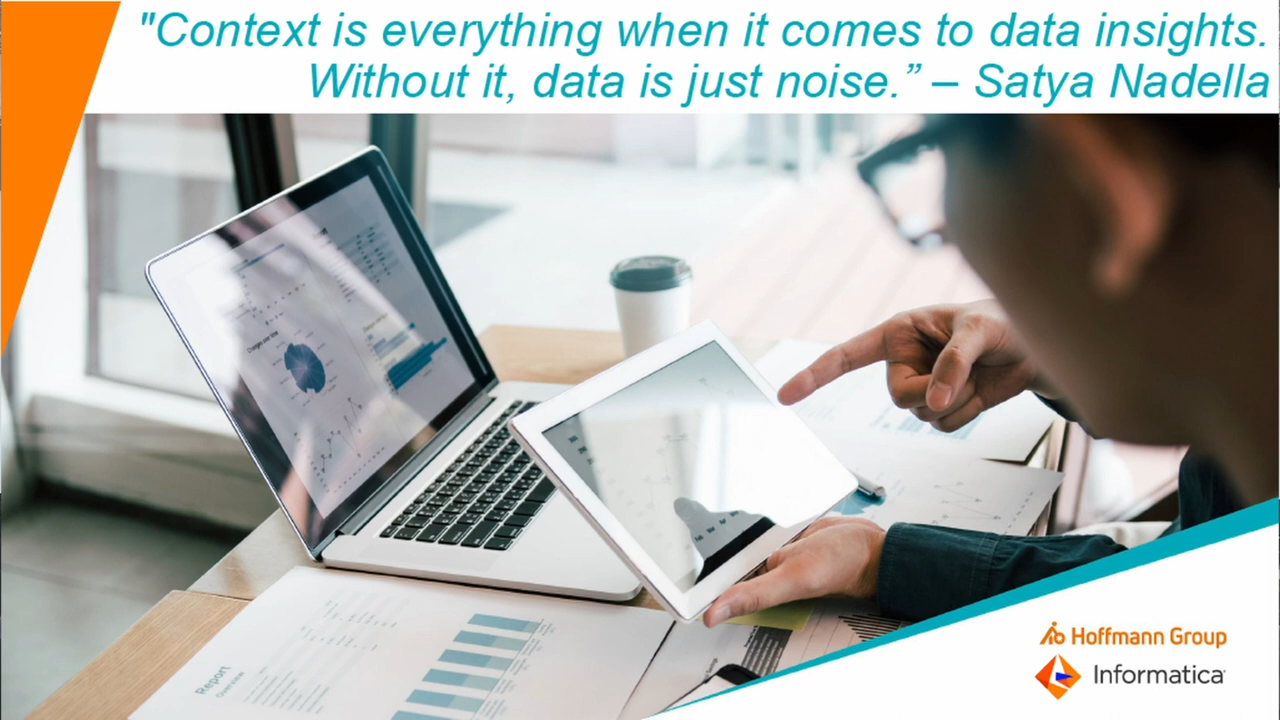 "Context is everything when it comes to data insights.
Without it, data is just noise.” – Satya Nadella
Report
Overview
Hoffmann Group
Informatica